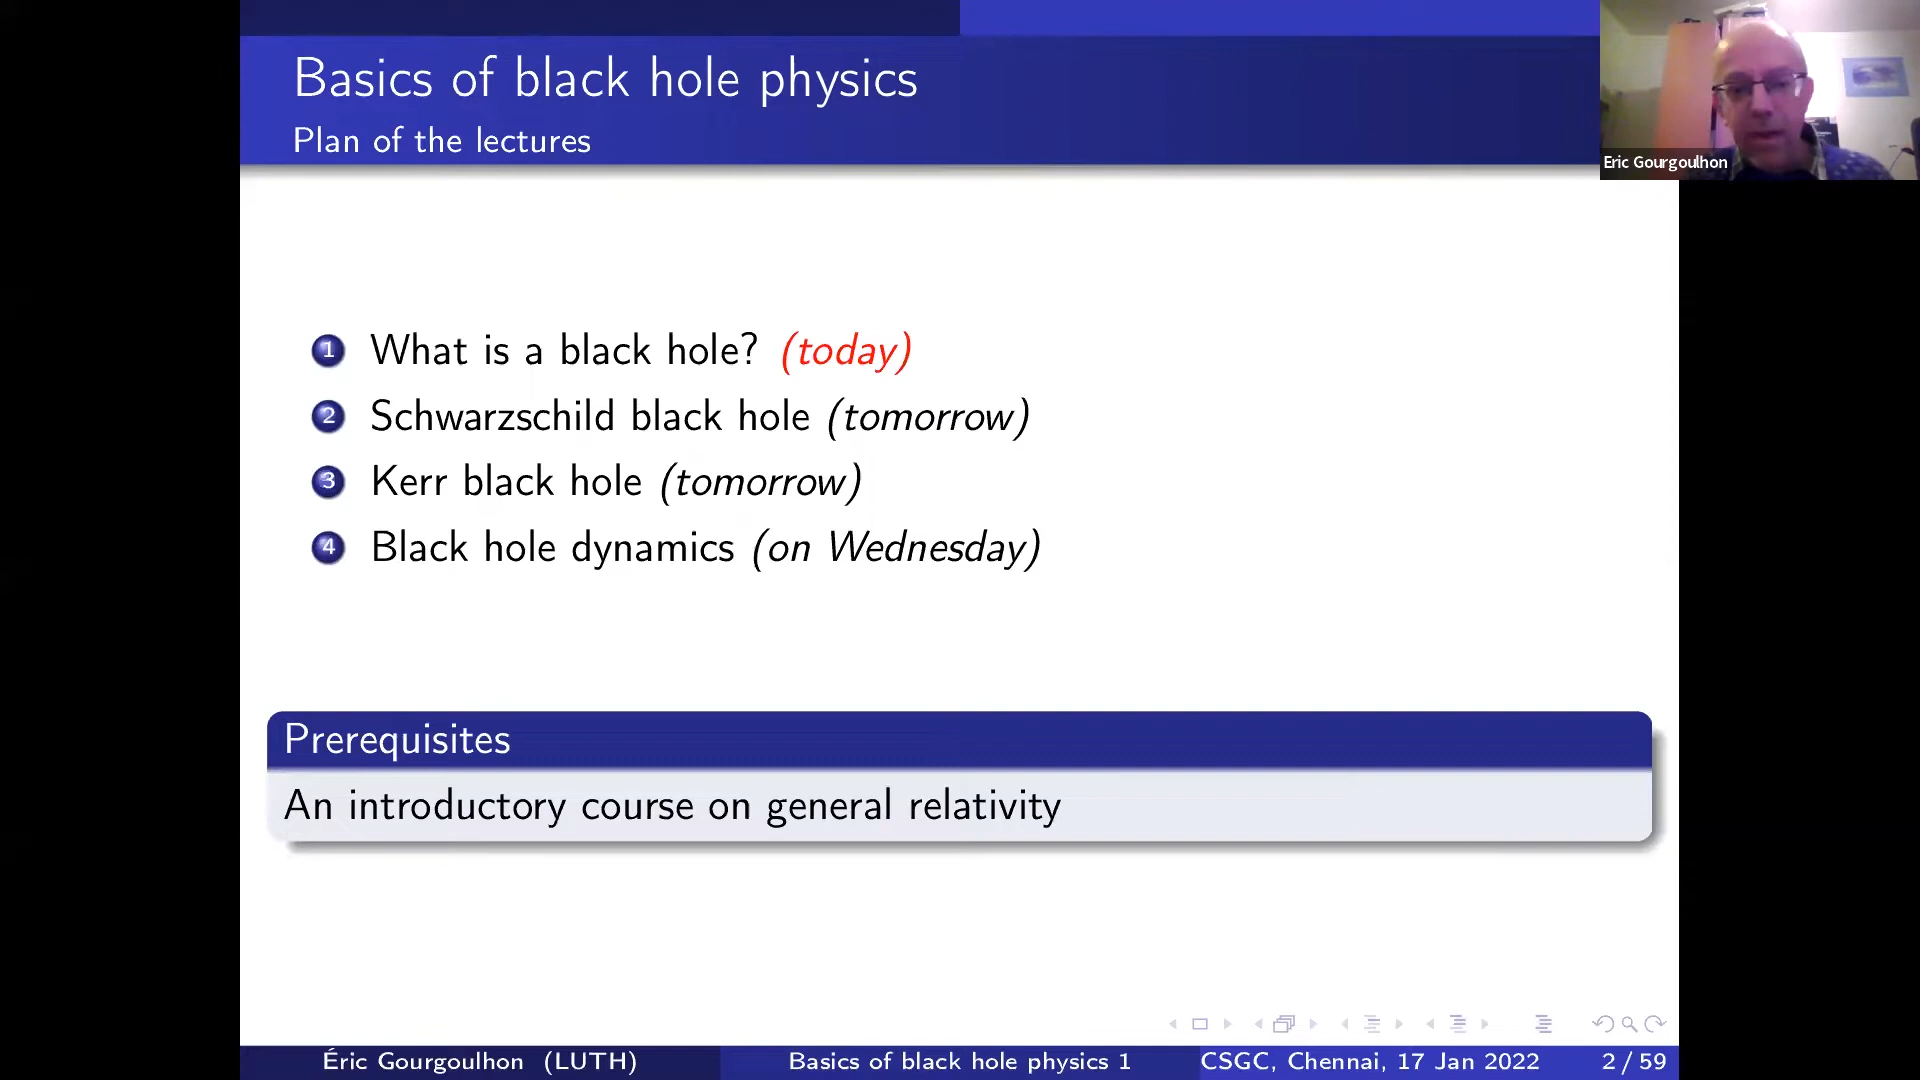 Basics of black hole physics
Plan of the lectures
Eric Gourgoulhon
1 What is a black hole? (today)
2 Schwarzschild black hole (tomorrow)
3 Kerr black hole (tomorrow)
4 Black hole dynamics (on Wednesday)
Prerequisites
An introductory course on general relativity
Éric Gourgoulhon (LUTH) Basics of black hole physics 1 CSGC, Chennai, 17 Jan 2022 2 / 59